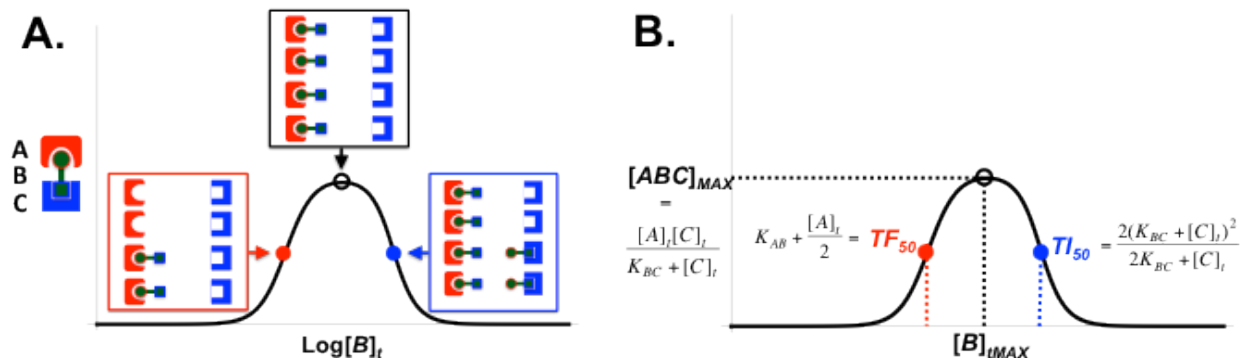 A.
A
B
C
Log[B]t
B.
[ABC]MAX
=
[A]t[C]t
KBC + [C]t
KAB + [A]t/2 = TF50
TI50 = 2(KBC + [C]t)²/2KBC + [C]t
[B]tMAX